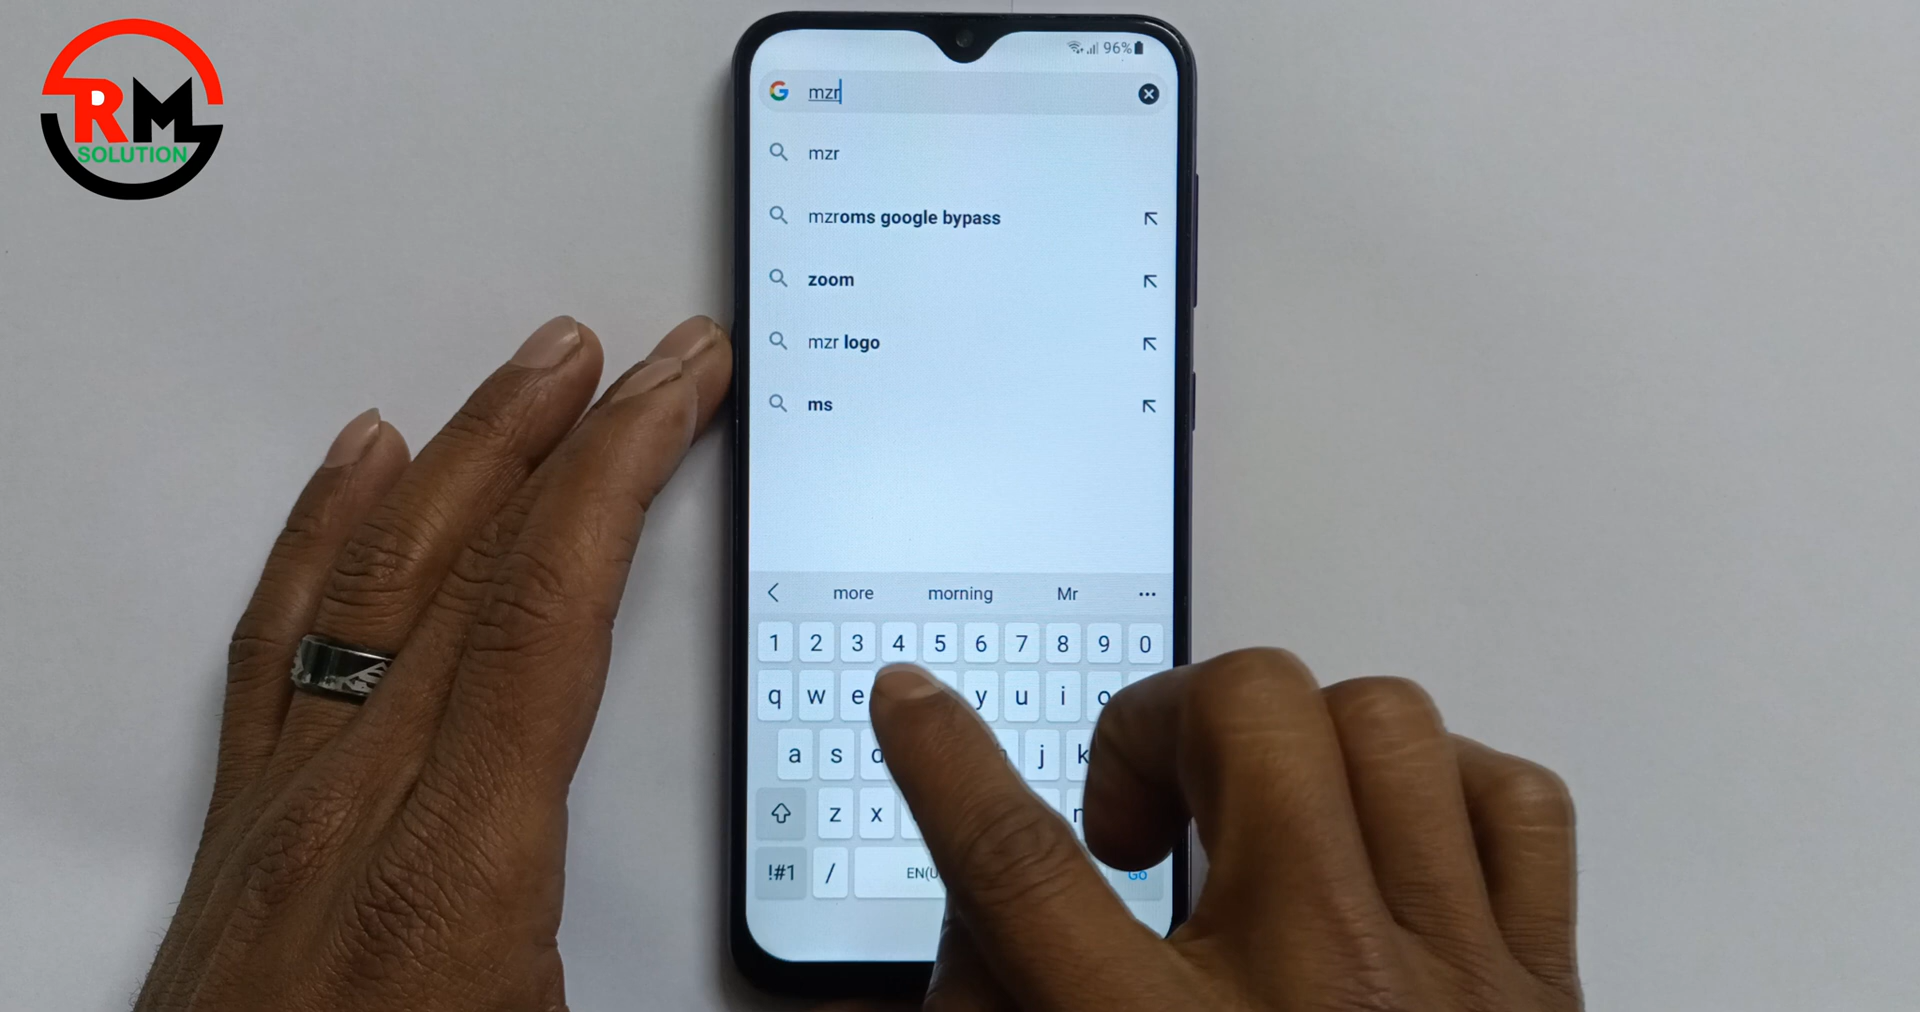 RM
SOLUTION
96%
mzr
mzr
mzroms google bypass
zoom
mzr logo
ms
more morning Mr
1 2 3 4 5 6 7 8 9 0
q w e y u i o
a s d j k
z x
!#1 /
Go